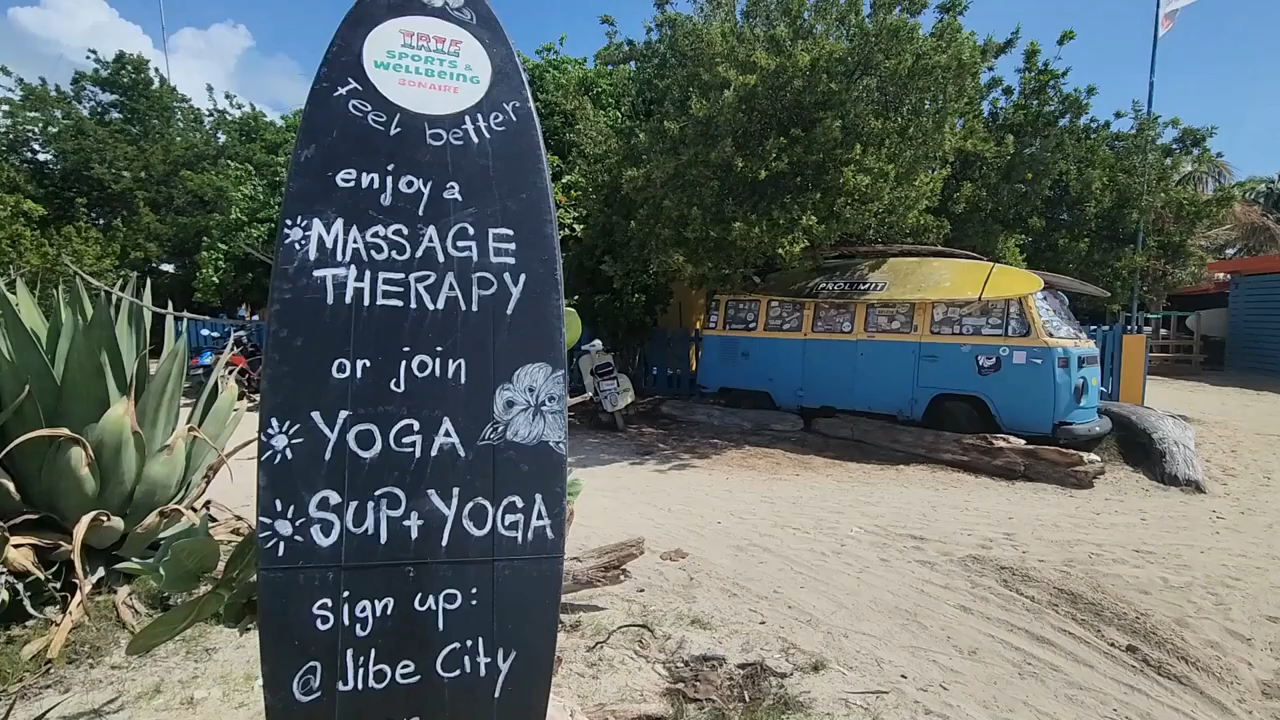 IRIE
SPORTS &
WELLBEING
BONAIRE
Feel better
enjoy a
MASSAGE
THERAPY
or join
YOGA
SUP+YOGA
sign up:
@ Jibe City
PROLIMIT